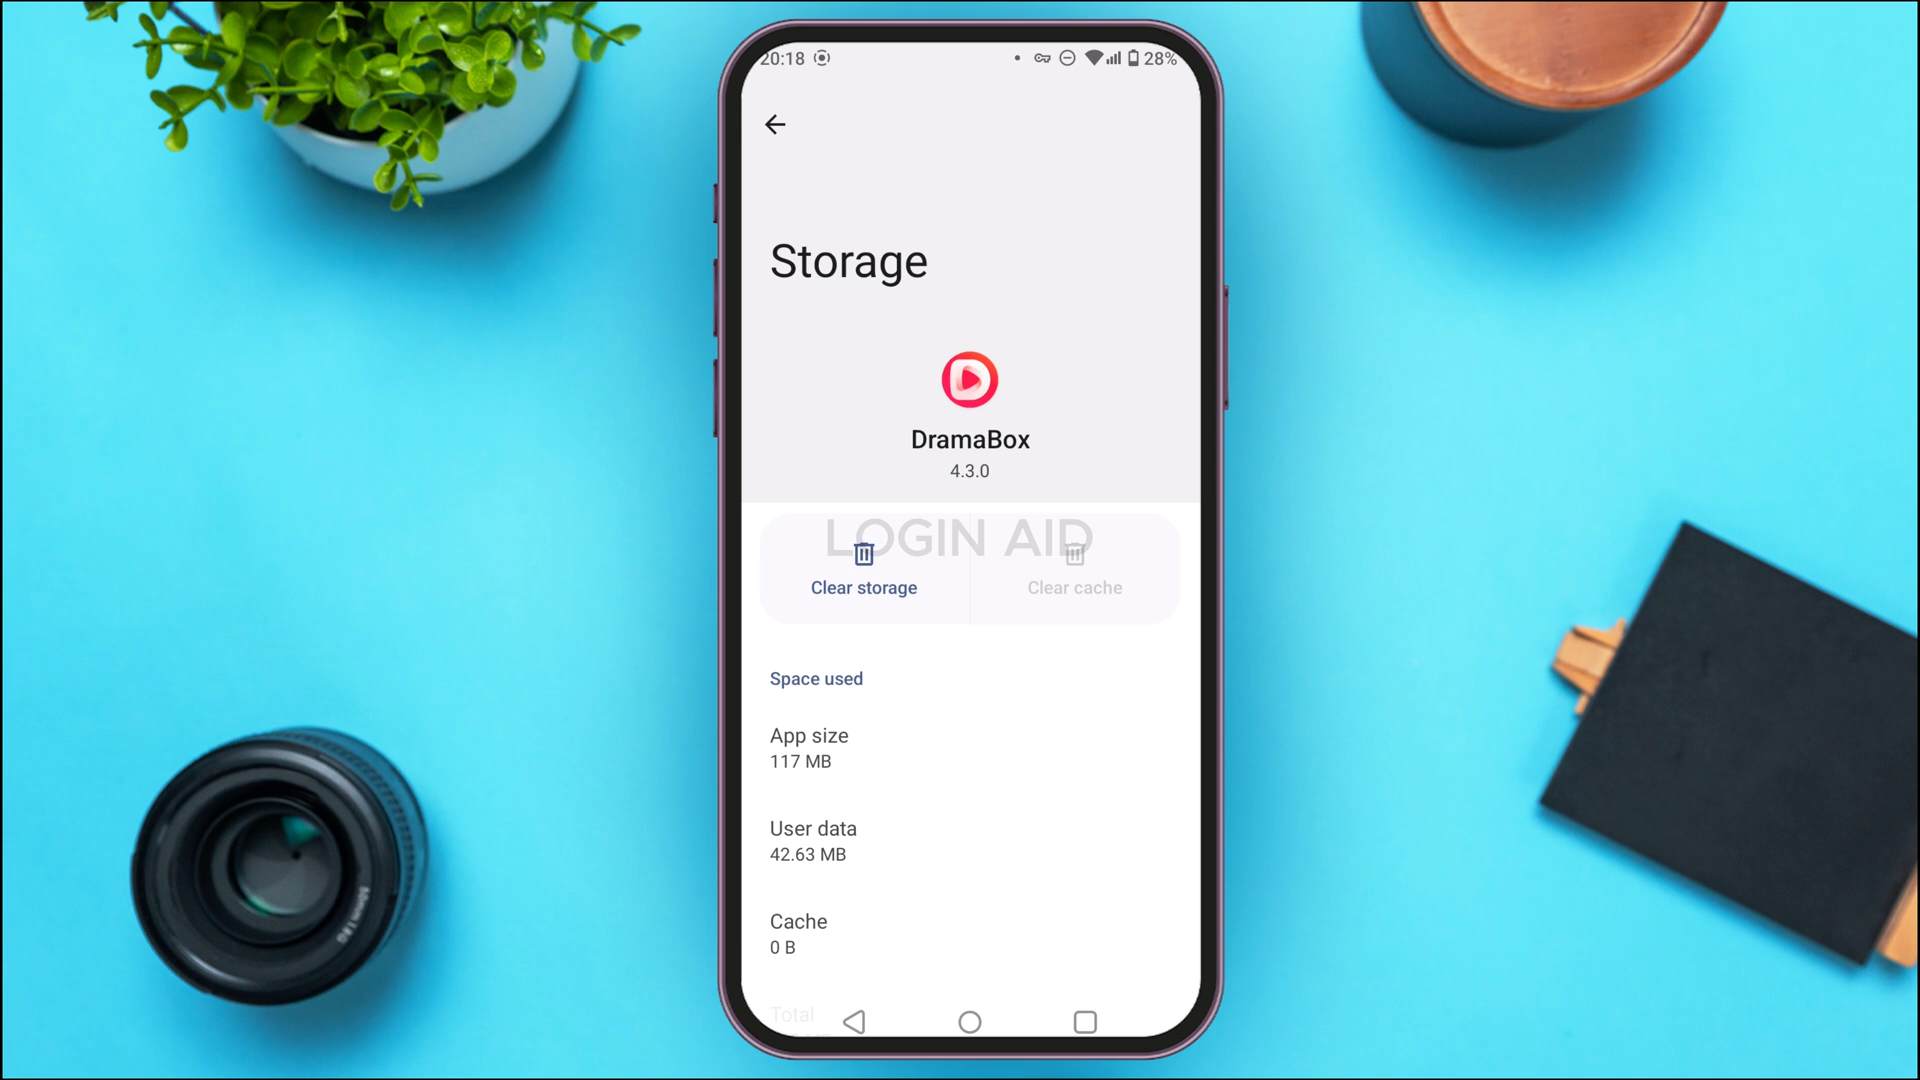 20:18
28%
Storage
DramaBox
4.3.0
LOGIN AID
Clear storage
Clear cache
Space used
App size
117 MB
User data
42.63 MB
Cache
0 B
Total